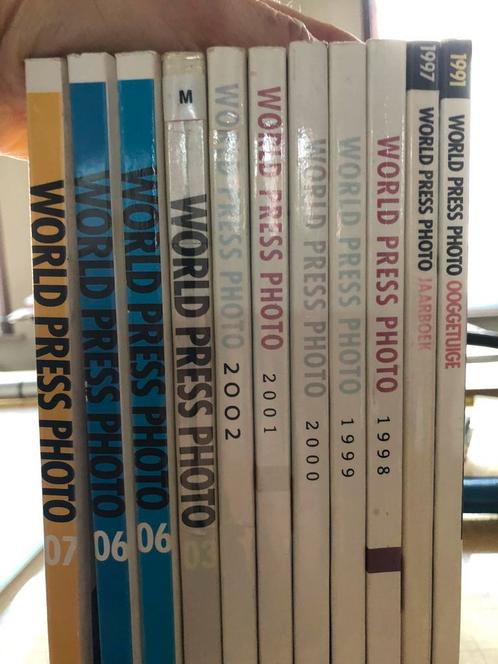 WORLD PRESS PHOTO 07
WORLD PRESS PHOTO 06
WORLD PRESS PHOTO 06
M WORLD PRESS PHOTO 03
WORLD PRESS PHOTO 2002
WORLD PRESS PHOTO 2001
WORLD PRESS PHOTO 2000
WORLD PRESS PHOTO 1999
WORLD PRESS PHOTO 1998
1997 WORLD PRESS PHOTO JAARBOEK
1991 WORLD PRESS PHOTO OOGGETUIGE